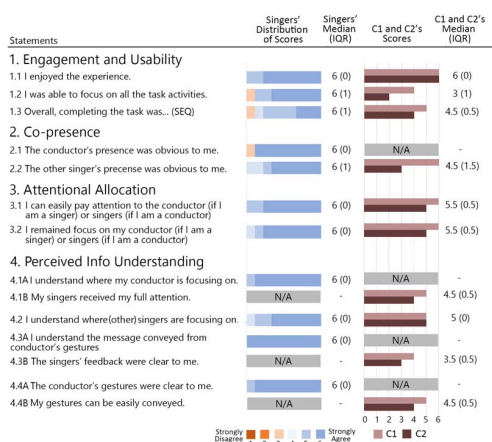 Statements
Singers' Distribution of Scores
Singers' Median (IQR)
C1 and C2's Scores
C1 and C2's Median (IQR)
1. Engagement and Usability
1.1 I enjoyed the experience. 6 (0) 6 (0)
1.2 I was able to focus on all the task activities. 6 (1) 3 (1)
1.3 Overall, completing the task was... (SEQ) 6 (1) 4.5 (0.5)
2. Co-presence
2.1 The conductor's presence was obvious to me. 6 (0) N/A -
2.2 The other singer's precense was obvious to me. 6 (1) 4.5 (1.5)
3. Attentional Allocation
3.1 I can easily pay attention to the conductor (if I
am a singer) or singers (if I am a conductor) 6 (0) 5.5 (0.5)
3.2 I remained focus on my conductor (if I am a
singer) or singers (if I am a conductor) 6 (0) 5.5 (0.5)
4. Perceived Info Understanding
4.1A I understand where my conductor is focusing on. 6 (0) N/A -
4.1B My singers received my full attention. N/A - 4.5 (0.5)
4.2 I understand where(other) singers are focusing on. 6 (0) 5 (0)
4.3A I understand the message conveyed from
conductor's gestures 6 (0) N/A -
4.3B The singers' feedback were clear to me. N/A - 3.5 (0.5)
4.4A The conductor's gestures were clear to me. 6 (0) N/A -
4.4B My gestures can be easily conveyed. N/A - 4.5 (0.5)
0 1 2 3 4 5 6
Strongly Disagree Strongly Agree C1 C2